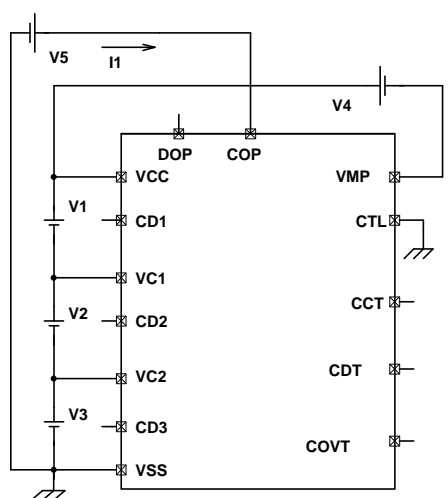 V5
I1
V4
DOP
COP
VCC
VMP
V1
CD1
CTL
VC1
CCT
V2
CD2
VC2
CDT
V3
CD3
COVT
VSS